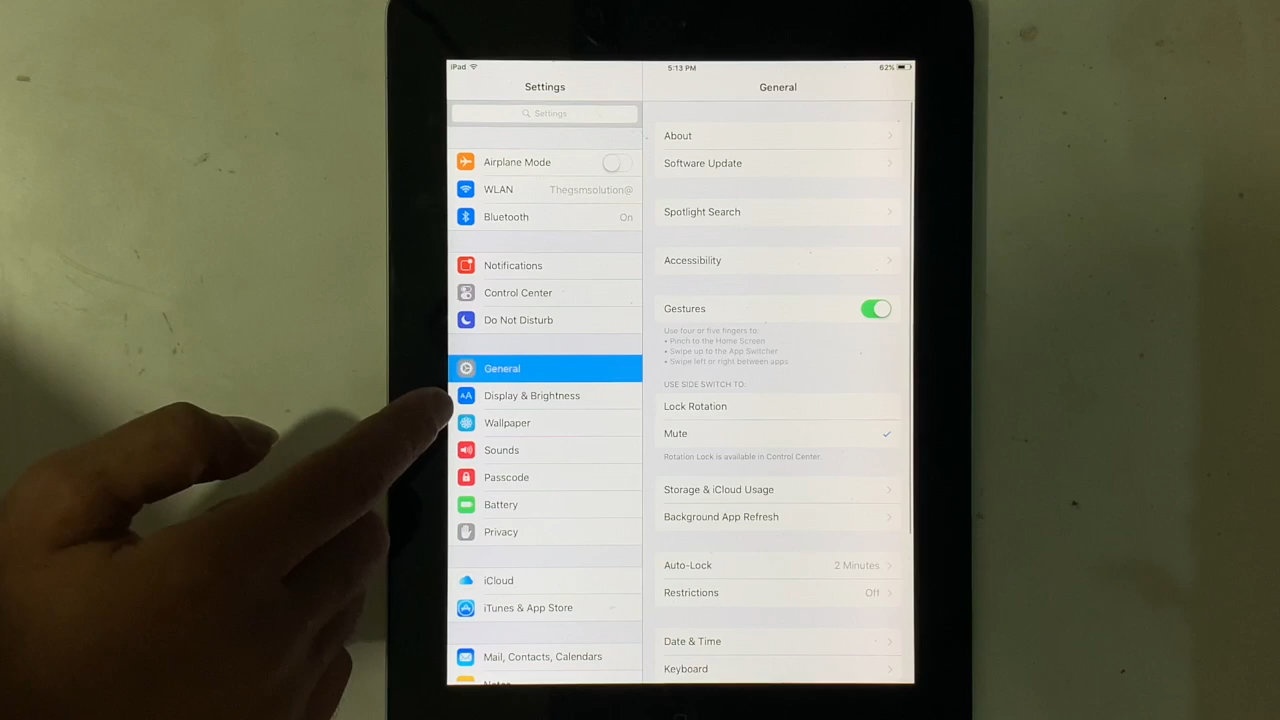 iPad
5:13 PM
62%
Settings
General
Settings
Airplane Mode
WLAN
Thegsmsolution@
Bluetooth
On
Notifications
Control Center
Do Not Disturb
General
Display & Brightness
AA
Wallpaper
Sounds
Passcode
Battery
Privacy
iCloud
iTunes & App Store
Mail, Contacts, Calendars
About
Software Update
Spotlight Search
Accessibility
Gestures
Use four or five fingers to:
• Pinch to the Home Screen
• Swipe up to the App Switcher
• Swipe left or right between apps
USE SIDE SWITCH TO:
Lock Rotation
Mute
Rotation Lock is available in Control Center.
Storage & iCloud Usage
Background App Refresh
Auto-Lock
2 Minutes
Restrictions
Off
Date & Time
Keyboard